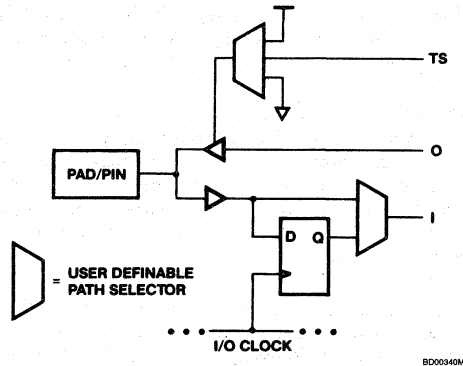 TS
O
PAD/PIN
I
D Q
= USER DEFINABLE
PATH SELECTOR
I/O CLOCK
BD00340M